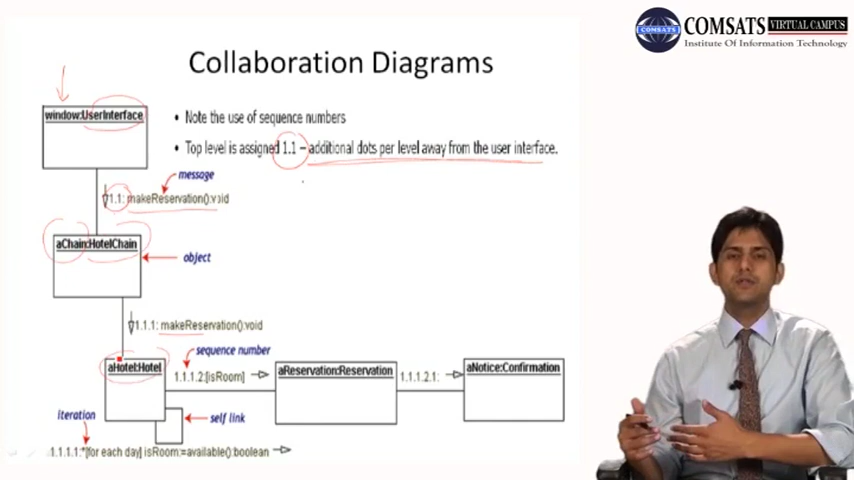 COMSATS VIRTUAL CAMPUS
Institute Of Information Technology
COMSATS
Collaboration Diagrams
window:UserInterface
• Note the use of sequence numbers
• Top level is assigned 1.1 – additional dots per level away from the user interface.
message
1.1: makeReservation():void
aChain:HotelChain
object
1.1.1: makeReservation():void
sequence number
aHotel:Hotel
1.1.1.2:[isRoom]
aReservation:Reservation
1.1.1.2.1:
aNotice:Confirmation
iteration
self link
1.1.1.1:*[for each day] isRoom:=available():boolean